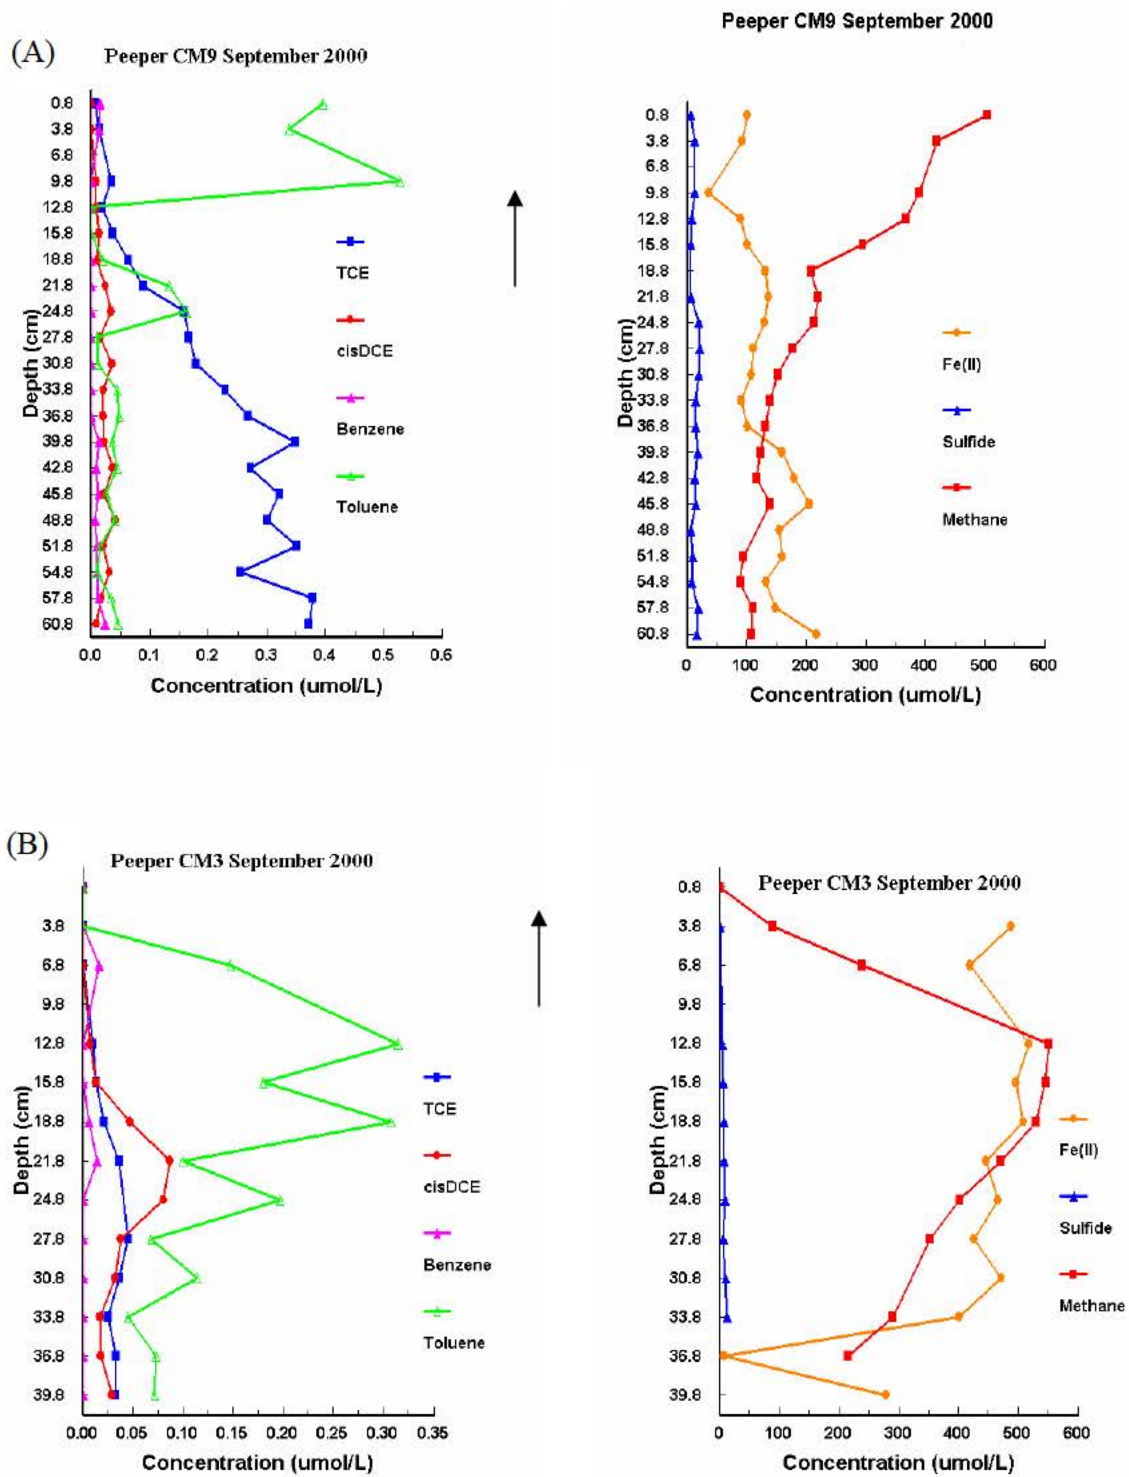 (A)
Peeper CM9 September 2000
0.8
3.8
6.8
9.8
12.8
15.8
18.8
21.8
24.8
27.8
30.8
33.8
36.8
39.8
42.8
45.8
48.8
51.8
54.8
57.8
60.8
Depth (cm)
0.0 0.1 0.2 0.3 0.4 0.5 0.6
Concentration (umol/L)
TCE
cisDCE
Benzene
Toluene
Peeper CM9 September 2000
0.8
3.8
6.8
9.8
12.8
15.8
18.8
21.8
24.8
27.8
30.8
33.8
36.8
39.8
42.8
45.8
48.8
51.8
54.8
57.8
60.8
Depth (cm)
0 100 200 300 400 500 600
Concentration (umol/L)
Fe(II)
Sulfide
Methane
(B)
Peeper CM3 September 2000
3.8
6.8
9.8
12.8
15.8
18.8
21.8
24.8
27.8
30.8
33.8
36.8
39.8
Depth (cm)
0.00 0.05 0.10 0.15 0.20 0.25 0.30 0.35
Concentration (umol/L)
TCE
cisDCE
Benzene
Toluene
Peeper CM3 September 2000
0.8
3.8
6.8
9.8
12.8
15.8
18.8
21.8
24.8
27.8
30.8
33.8
36.8
39.8
Depth (cm)
0 100 200 300 400 500 600
Concentration (umol/L)
Fe(II)
Sulfide
Methane